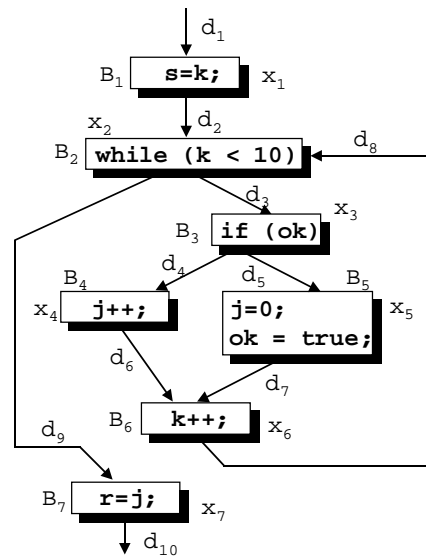 d1
B1 s=k; x1
x2 d2
B2 while (k < 10) d8
d3 x3
B3 if (ok)
B4 d4 d5 B5
x4 j++; j=0; x5
ok = true;
d6 d7
B6 k++; x6
d9
B7 r=j; x7
d10